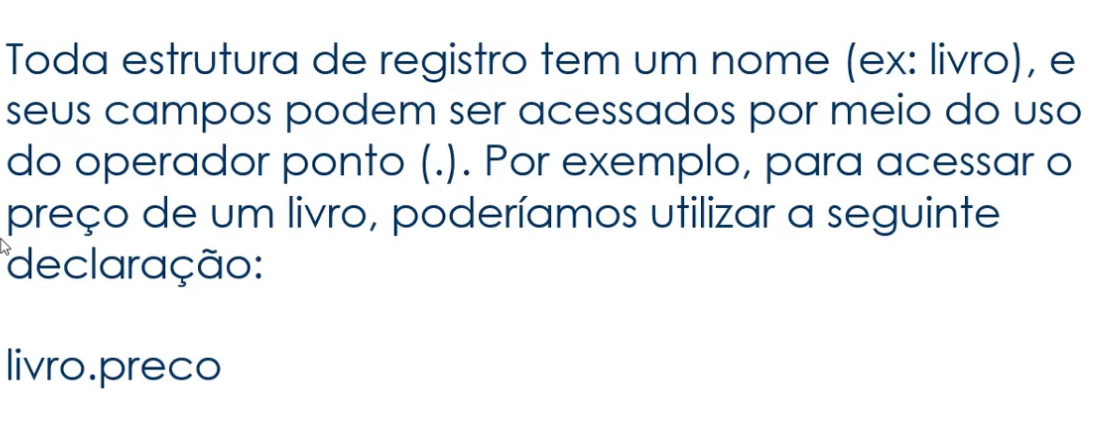 Toda estrutura de registro tem um nome (ex: livro), e
seus campos podem ser acessados por meio do uso
do operador ponto (.). Por exemplo, para acessar o
preço de um livro, poderíamos utilizar a seguinte
declaração:
livro.preco